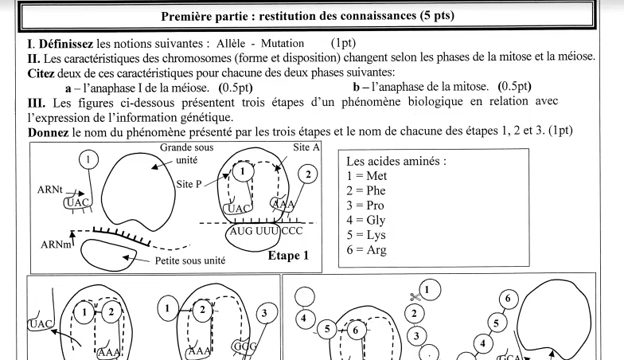 Première partie : restitution des connaissances (5 pts)
I. Définissez les notions suivantes : Allèle - Mutation (1pt)
II. Les caractéristiques des chromosomes (forme et disposition) changent selon les phases de la mitose et la méiose.
Citez deux de ces caractéristiques pour chacune des deux phases suivantes:
a – l'anaphase I de la méiose. (0.5pt) b – l'anaphase de la mitose. (0.5pt)
III. Les figures ci-dessous présentent trois étapes d'un phénomène biologique en relation avec
l'expression de l'information génétique.
Donnez le nom du phénomène présenté par les trois étapes et le nom de chacune des étapes 1, 2 et 3. (1pt)
Grande sous
unité
Site A
1
ARNt
UAC
Site P
1
2
UAC
AAA
AUG UUU CCC
ARNm
Petite sous unité
Etape 1
Les acides aminés :
1 = Met
2 = Phe
3 = Pro
4 = Gly
5 = Lys
6 = Arg
UAC
1
2
AAA
1
2
3
AAA
GGG
4
5
6
1
2
3
6
5
4